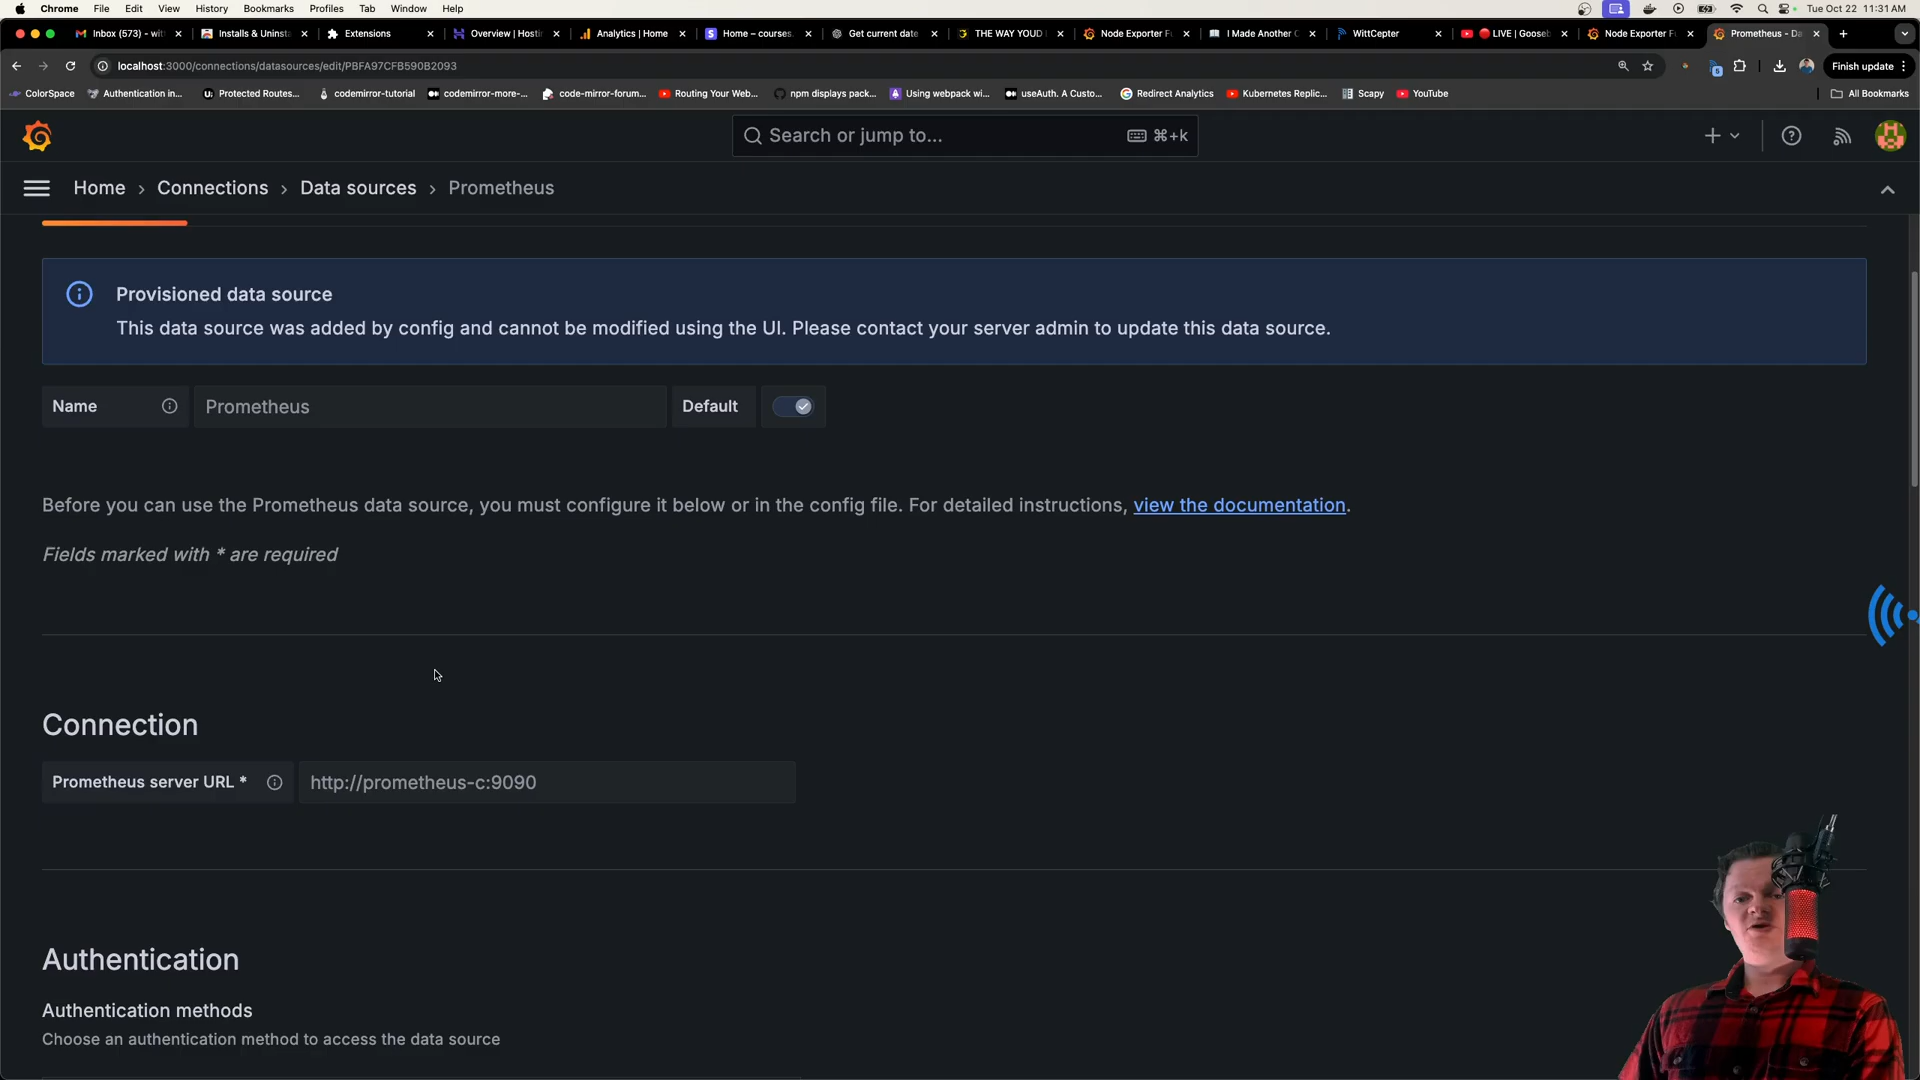 Chrome File Edit View History Bookmarks Profiles Tab Window Help Tue Oct 22 11:31 AM
Inbox (573) - wit Installs & Uninsta Extensions Overview | Hostin Analytics | Home Home – courses. Get current date THE WAY YOUD Node Exporter Fu I Made Another C WittCepter LIVE | Gooseb Node Exporter Fu Prometheus - Da
localhost:3000/connections/datasources/edit/PBFA97CFB590B2093 5 Finish update
ColorSpace Authentication in... Protected Routes... codemirror-tutorial codemirror-more-... code-mirror-forum... Routing Your Web... npm displays pack... Using webpack wi... useAuth. A Custo... Redirect Analytics Kubernetes Replic... Scapy YouTube All Bookmarks
Search or jump to... ⌘+k
Home › Connections › Data sources › Prometheus
Provisioned data source
This data source was added by config and cannot be modified using the UI. Please contact your server admin to update this data source.
Name Prometheus Default
Before you can use the Prometheus data source, you must configure it below or in the config file. For detailed instructions, view the documentation.
Fields marked with * are required
Connection
Prometheus server URL * http://prometheus-c:9090
Authentication
Authentication methods
Choose an authentication method to access the data source